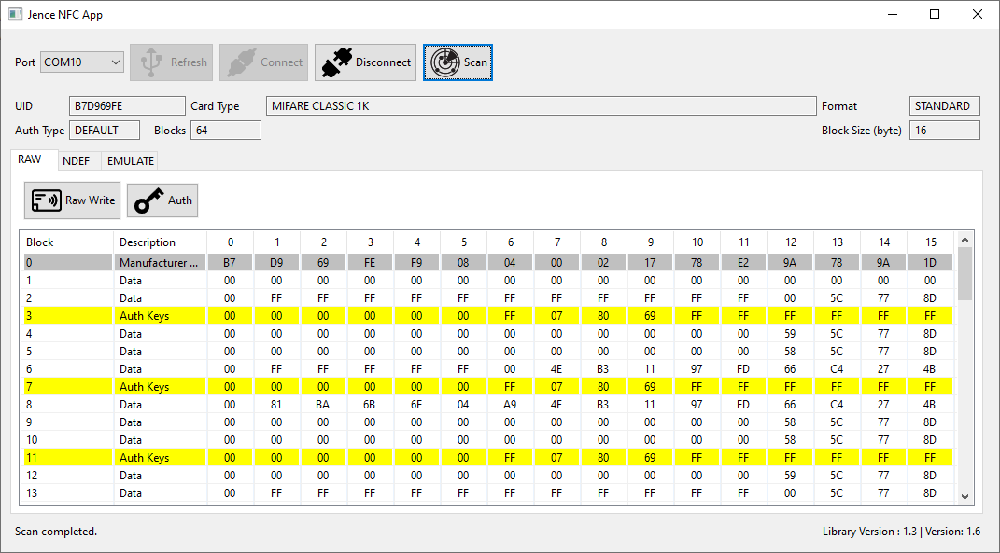 Jence NFC App
Port COM10 Refresh Connect Disconnect Scan
UID B7D969FE Card Type MIFARE CLASSIC 1K Format STANDARD
Auth Type DEFAULT Blocks 64 Block Size (byte) 16
RAW NDEF EMULATE
Raw Write Auth
Block Description 0 1 2 3 4 5 6 7 8 9 10 11 12 13 14 15
0 Manufacturer ... B7 D9 69 FE F9 08 04 00 02 17 78 E2 9A 78 9A 1D
1 Data 00 00 00 00 00 00 00 00 00 00 00 00 00 00 00 00
2 Data 00 FF FF FF FF FF FF FF FF FF FF FF 00 5C 77 8D
3 Auth Keys 00 00 00 00 00 00 FF 07 80 69 FF FF FF FF FF FF
4 Data 00 00 00 00 00 00 00 00 00 00 00 00 59 5C 77 8D
5 Data 00 00 00 00 00 00 00 00 00 00 00 00 58 5C 77 8D
6 Data 00 FF FF FF FF FF 00 4E B3 11 97 FD 66 C4 27 4B
7 Auth Keys 00 00 00 00 00 00 FF 07 80 69 FF FF FF FF FF FF
8 Data 00 81 BA 6B 6F 04 A9 4E B3 11 97 FD 66 C4 27 4B
9 Data 00 00 00 00 00 00 00 00 00 00 00 00 58 5C 77 8D
10 Data 00 00 00 00 00 00 00 00 00 00 00 00 58 5C 77 8D
11 Auth Keys 00 00 00 00 00 00 FF 07 80 69 FF FF FF FF FF FF
12 Data 00 00 00 00 00 00 00 00 00 00 00 00 59 5C 77 8D
13 Data 00 FF FF FF FF FF FF FF FF FF FF FF 00 5C 77 8D
Scan completed. Library Version : 1.3 | Version: 1.6